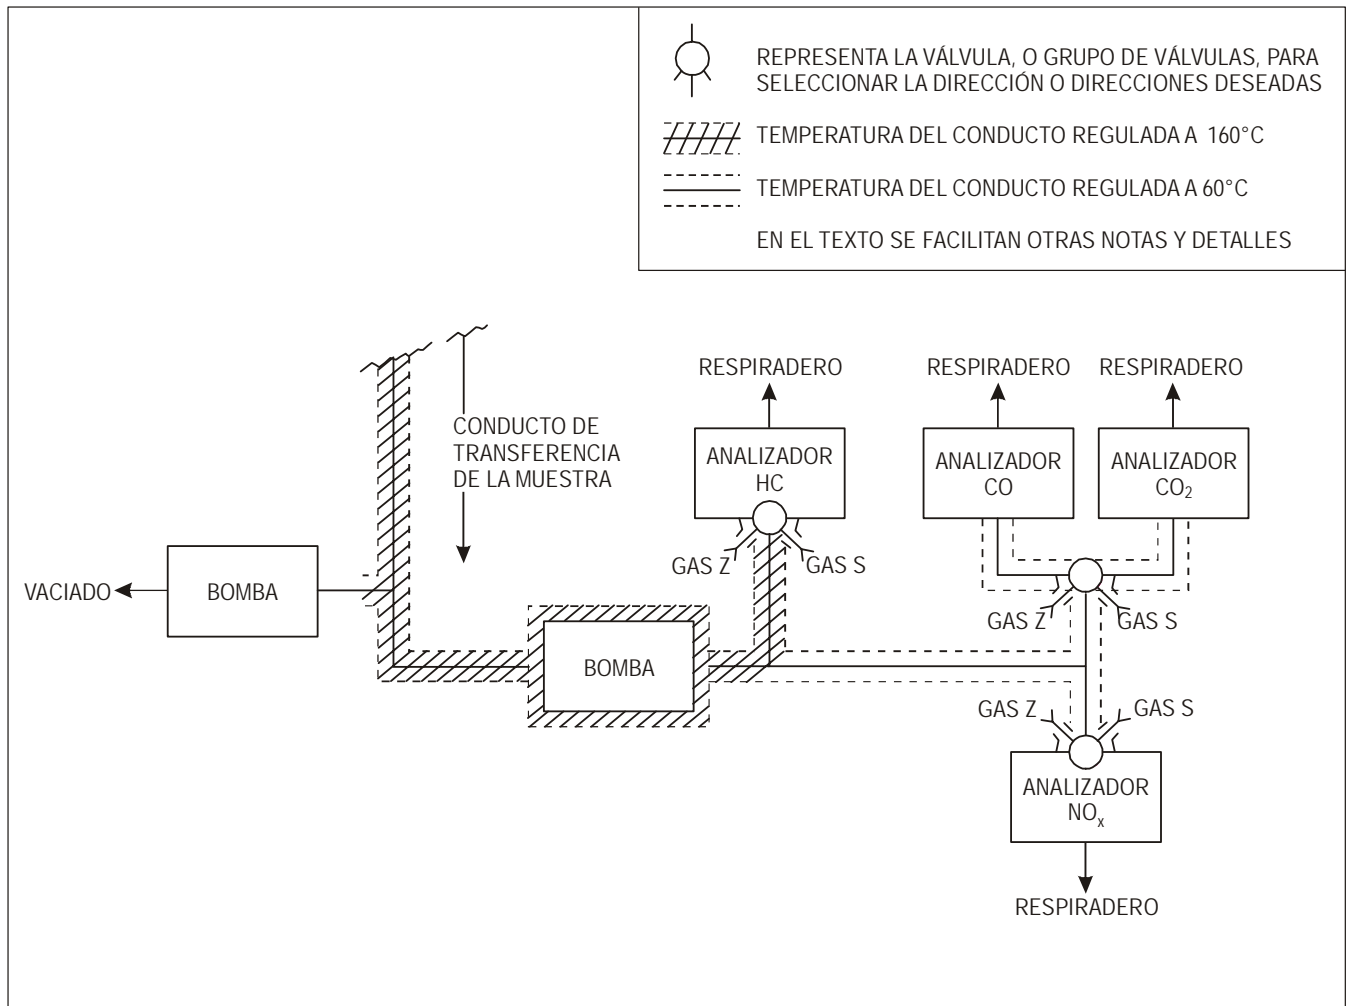 REPRESENTA LA VÁLVULA, O GRUPO DE VÁLVULAS, PARA
SELECCIONAR LA DIRECCIÓN O DIRECCIONES DESEADAS
TEMPERATURA DEL CONDUCTO REGULADA A 160°C
TEMPERATURA DEL CONDUCTO REGULADA A 60°C
EN EL TEXTO SE FACILITAN OTRAS NOTAS Y DETALLES
RESPIRADERO
RESPIRADERO
RESPIRADERO
CONDUCTO DE
TRANSFERENCIA
DE LA MUESTRA
ANALIZADOR
HC
ANALIZADOR
CO
ANALIZADOR
CO₂
GAS Z
GAS S
VACIADO
BOMBA
GAS Z
GAS S
BOMBA
GAS Z
GAS S
ANALIZADOR
NOₓ
RESPIRADERO